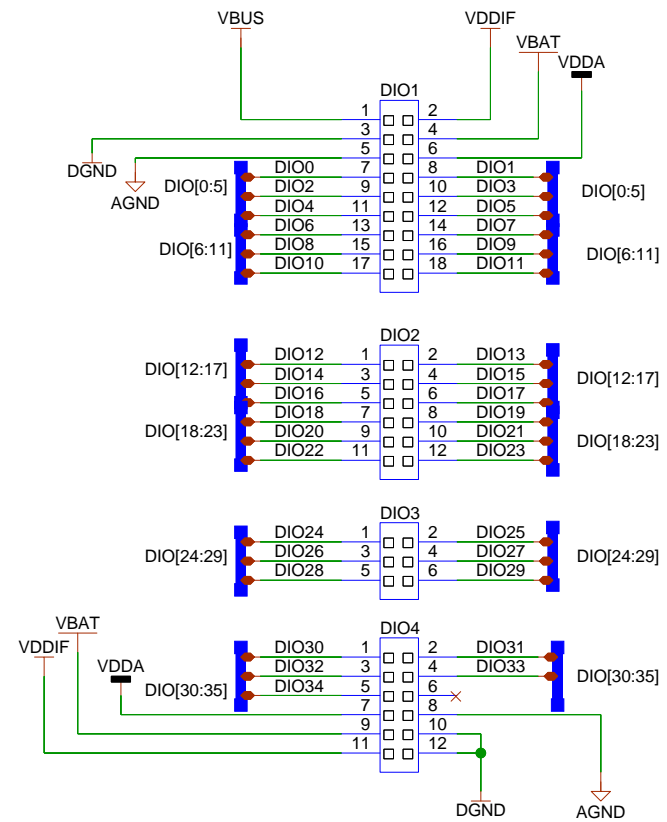 VBUS VDDIF
VBAT
VDDA
DIO1
1 2
3 4
5 6
DGND DIO0 7 8 DIO1
DIO[0:5] DIO2 9 10 DIO3 DIO[0:5]
AGND DIO4 11 12 DIO5
DIO6 13 14 DIO7
DIO[6:11] DIO8 15 16 DIO9 DIO[6:11]
DIO10 17 18 DIO11
DIO2
DIO12 1 2 DIO13
DIO[12:17] DIO14 3 4 DIO15 DIO[12:17]
DIO16 5 6 DIO17
DIO18 7 8 DIO19
DIO[18:23] DIO20 9 10 DIO21 DIO[18:23]
DIO22 11 12 DIO23
DIO3
DIO24 1 2 DIO25
DIO[24:29] DIO26 3 4 DIO27 DIO[24:29]
DIO28 5 6 DIO29
VBAT
DIO4
VDDIF DIO30 1 2 DIO31
VDDA DIO32 3 4 DIO33 DIO[30:35]
DIO[30:35] DIO34 5 6
7 8
9 10
11 12
DGND AGND